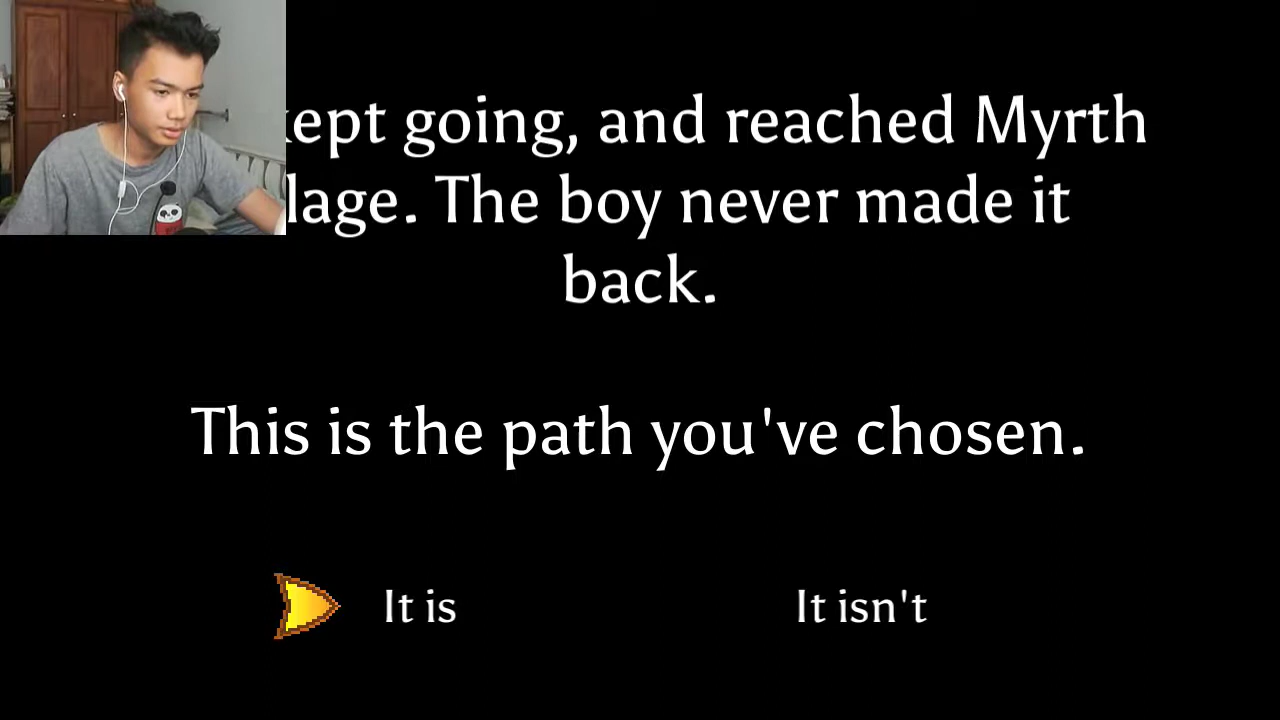 kept going, and reached Myrth
lage. The boy never made it
back.
This is the path you've chosen.
It is It isn't